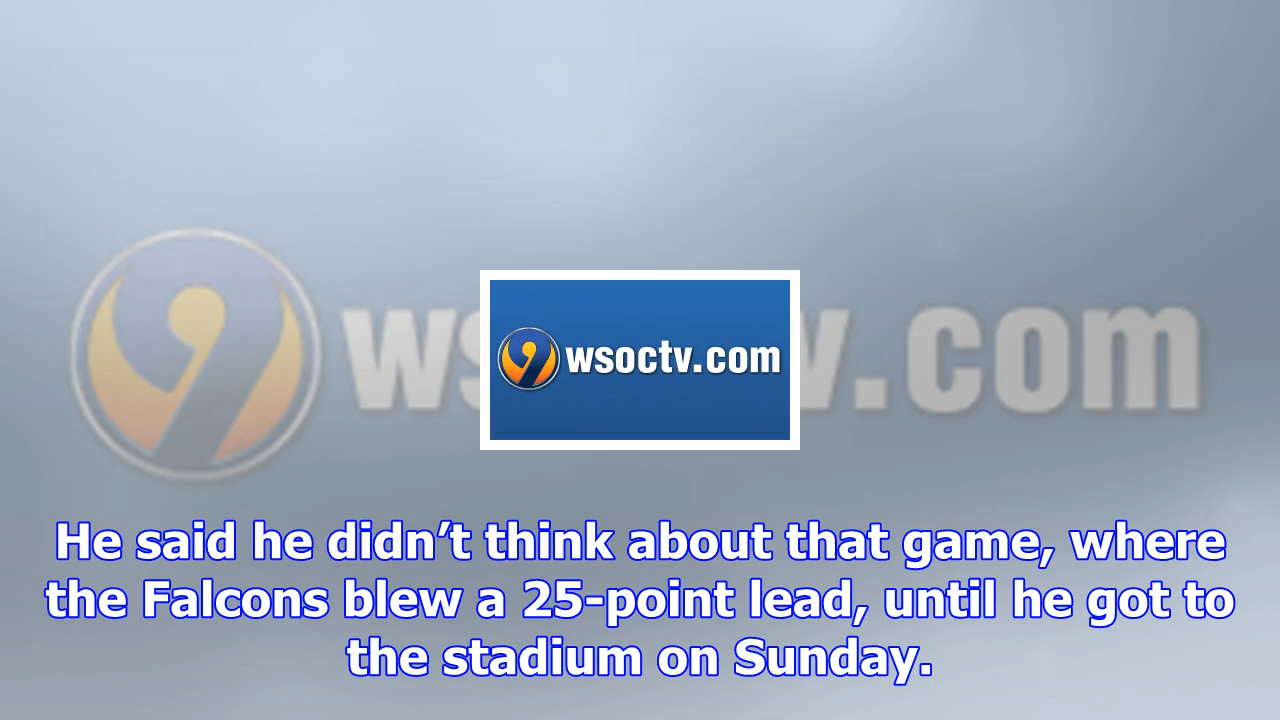 wsoctv.com
He said he didn’t think about that game, where
the Falcons blew a 25-point lead, until he got to
the stadium on Sunday.